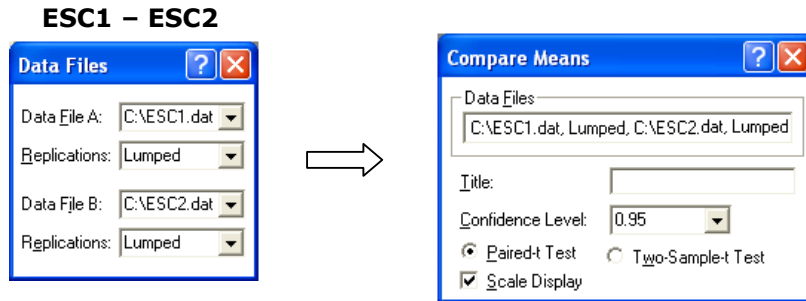 ESC1 – ESC2
Data Files
?
Data File A: C:\ESC1.dat
Replications: Lumped
Data File B: C:\ESC2.dat
Replications: Lumped
Compare Means
?
Data Files
C:\ESC1.dat, Lumped, C:\ESC2.dat, Lumped
Title:
Confidence Level: 0.95
Paired-t Test Two-Sample-t Test
Scale Display